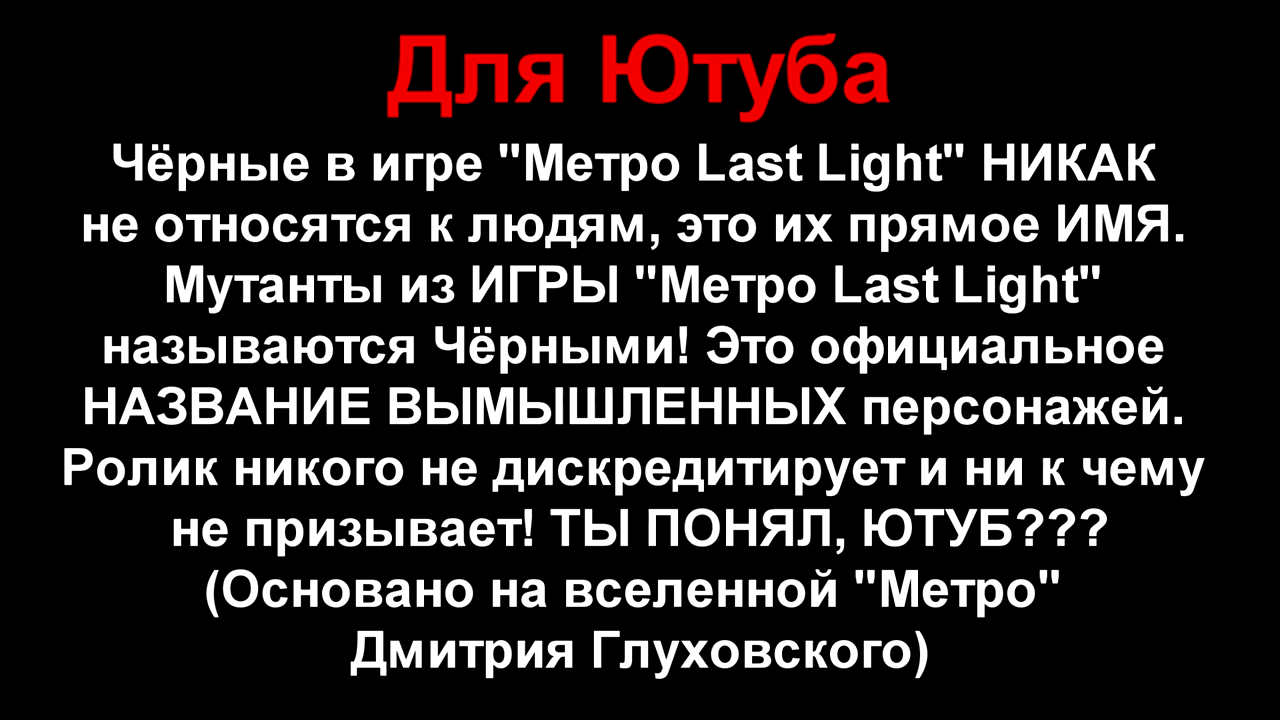 Для Ютуба
Чёрные в игре "Метро Last Light" НИКАК
не относятся к людям, это их прямое ИМЯ.
Мутанты из ИГРЫ "Метро Last Light"
называются Чёрными! Это официальное
НАЗВАНИЕ ВЫМЫШЛЕННЫХ персонажей.
Ролик никого не дискредитирует и ни к чему
не призывает! ТЫ ПОНЯЛ, ЮТУБ???
(Основано на вселенной "Метро"
Дмитрия Глуховского)